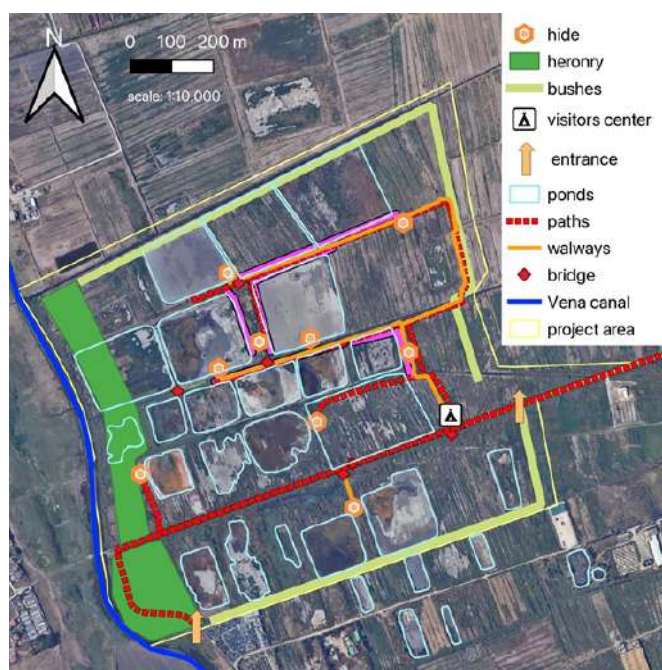 N
0 100 200 m
scale: 1:10 000
hide
heronry
bushes
visitors center
entrance
ponds
paths
walways
bridge
Vena canal
project area